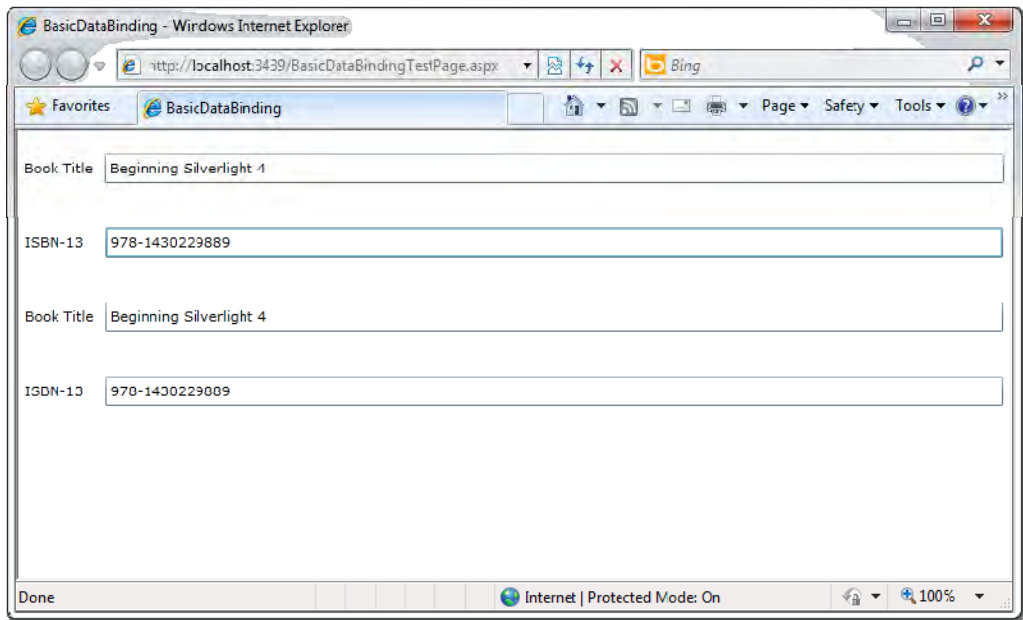 BasicDataBinding - Windows Internet Explorer
http://localhost:3439/BasicDataBindingTestPage.aspx
Bing
Favorites
BasicDataBinding
Page
Safety
Tools
Book Title
Beginning Silverlight 4
ISBN-13
978-1430229889
Book Title
Beginning Silverlight 4
ISBN-13
978-1430229889
Done
Internet | Protected Mode: On
100%